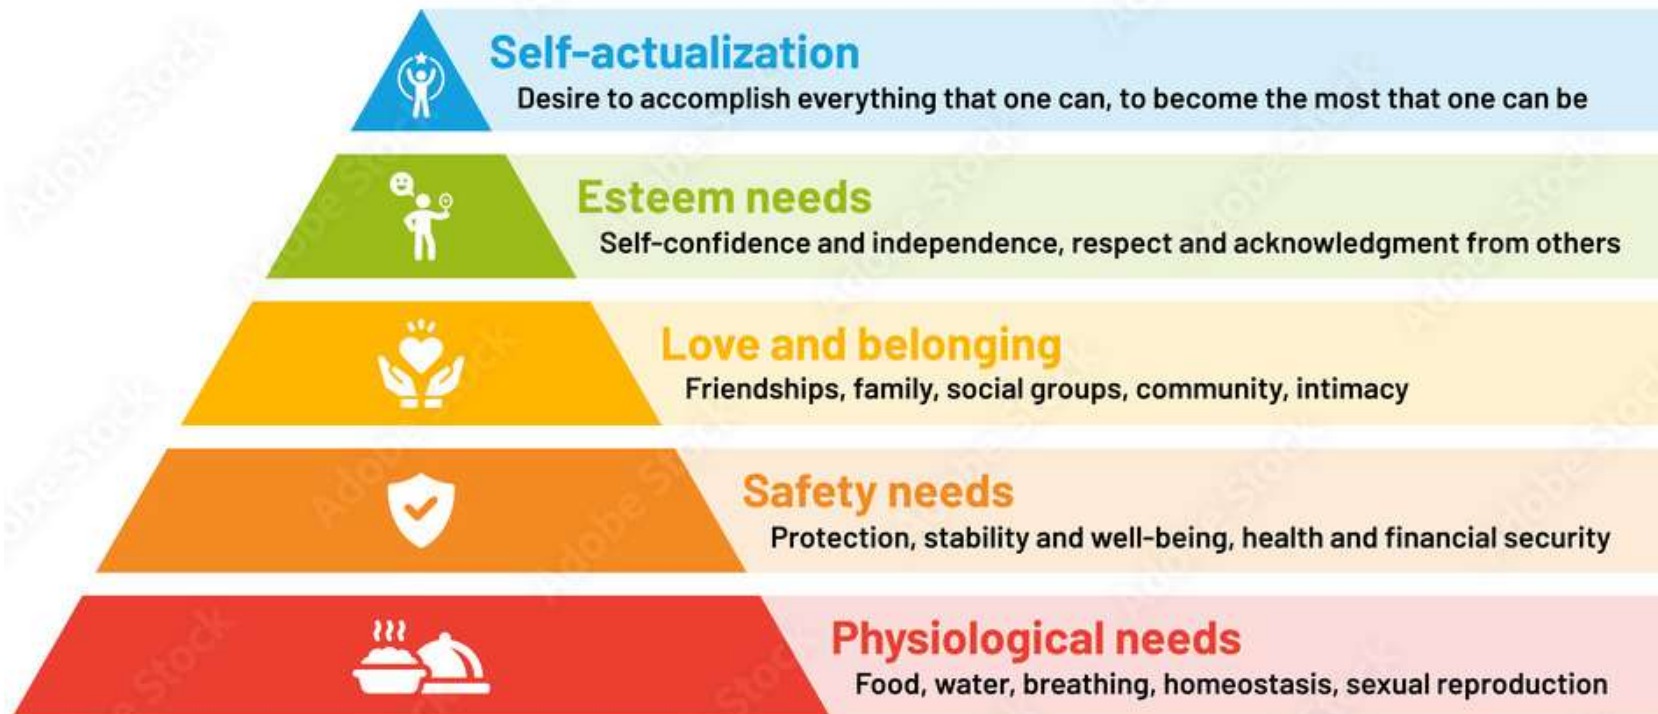 Self-actualization
Desire to accomplish everything that one can, to become the most that one can be
Esteem needs
Self-confidence and independence, respect and acknowledgment from others
Love and belonging
Friendships, family, social groups, community, intimacy
Safety needs
Protection, stability and well-being, health and financial security
Physiological needs
Food, water, breathing, homeostasis, sexual reproduction
Adobe Stock